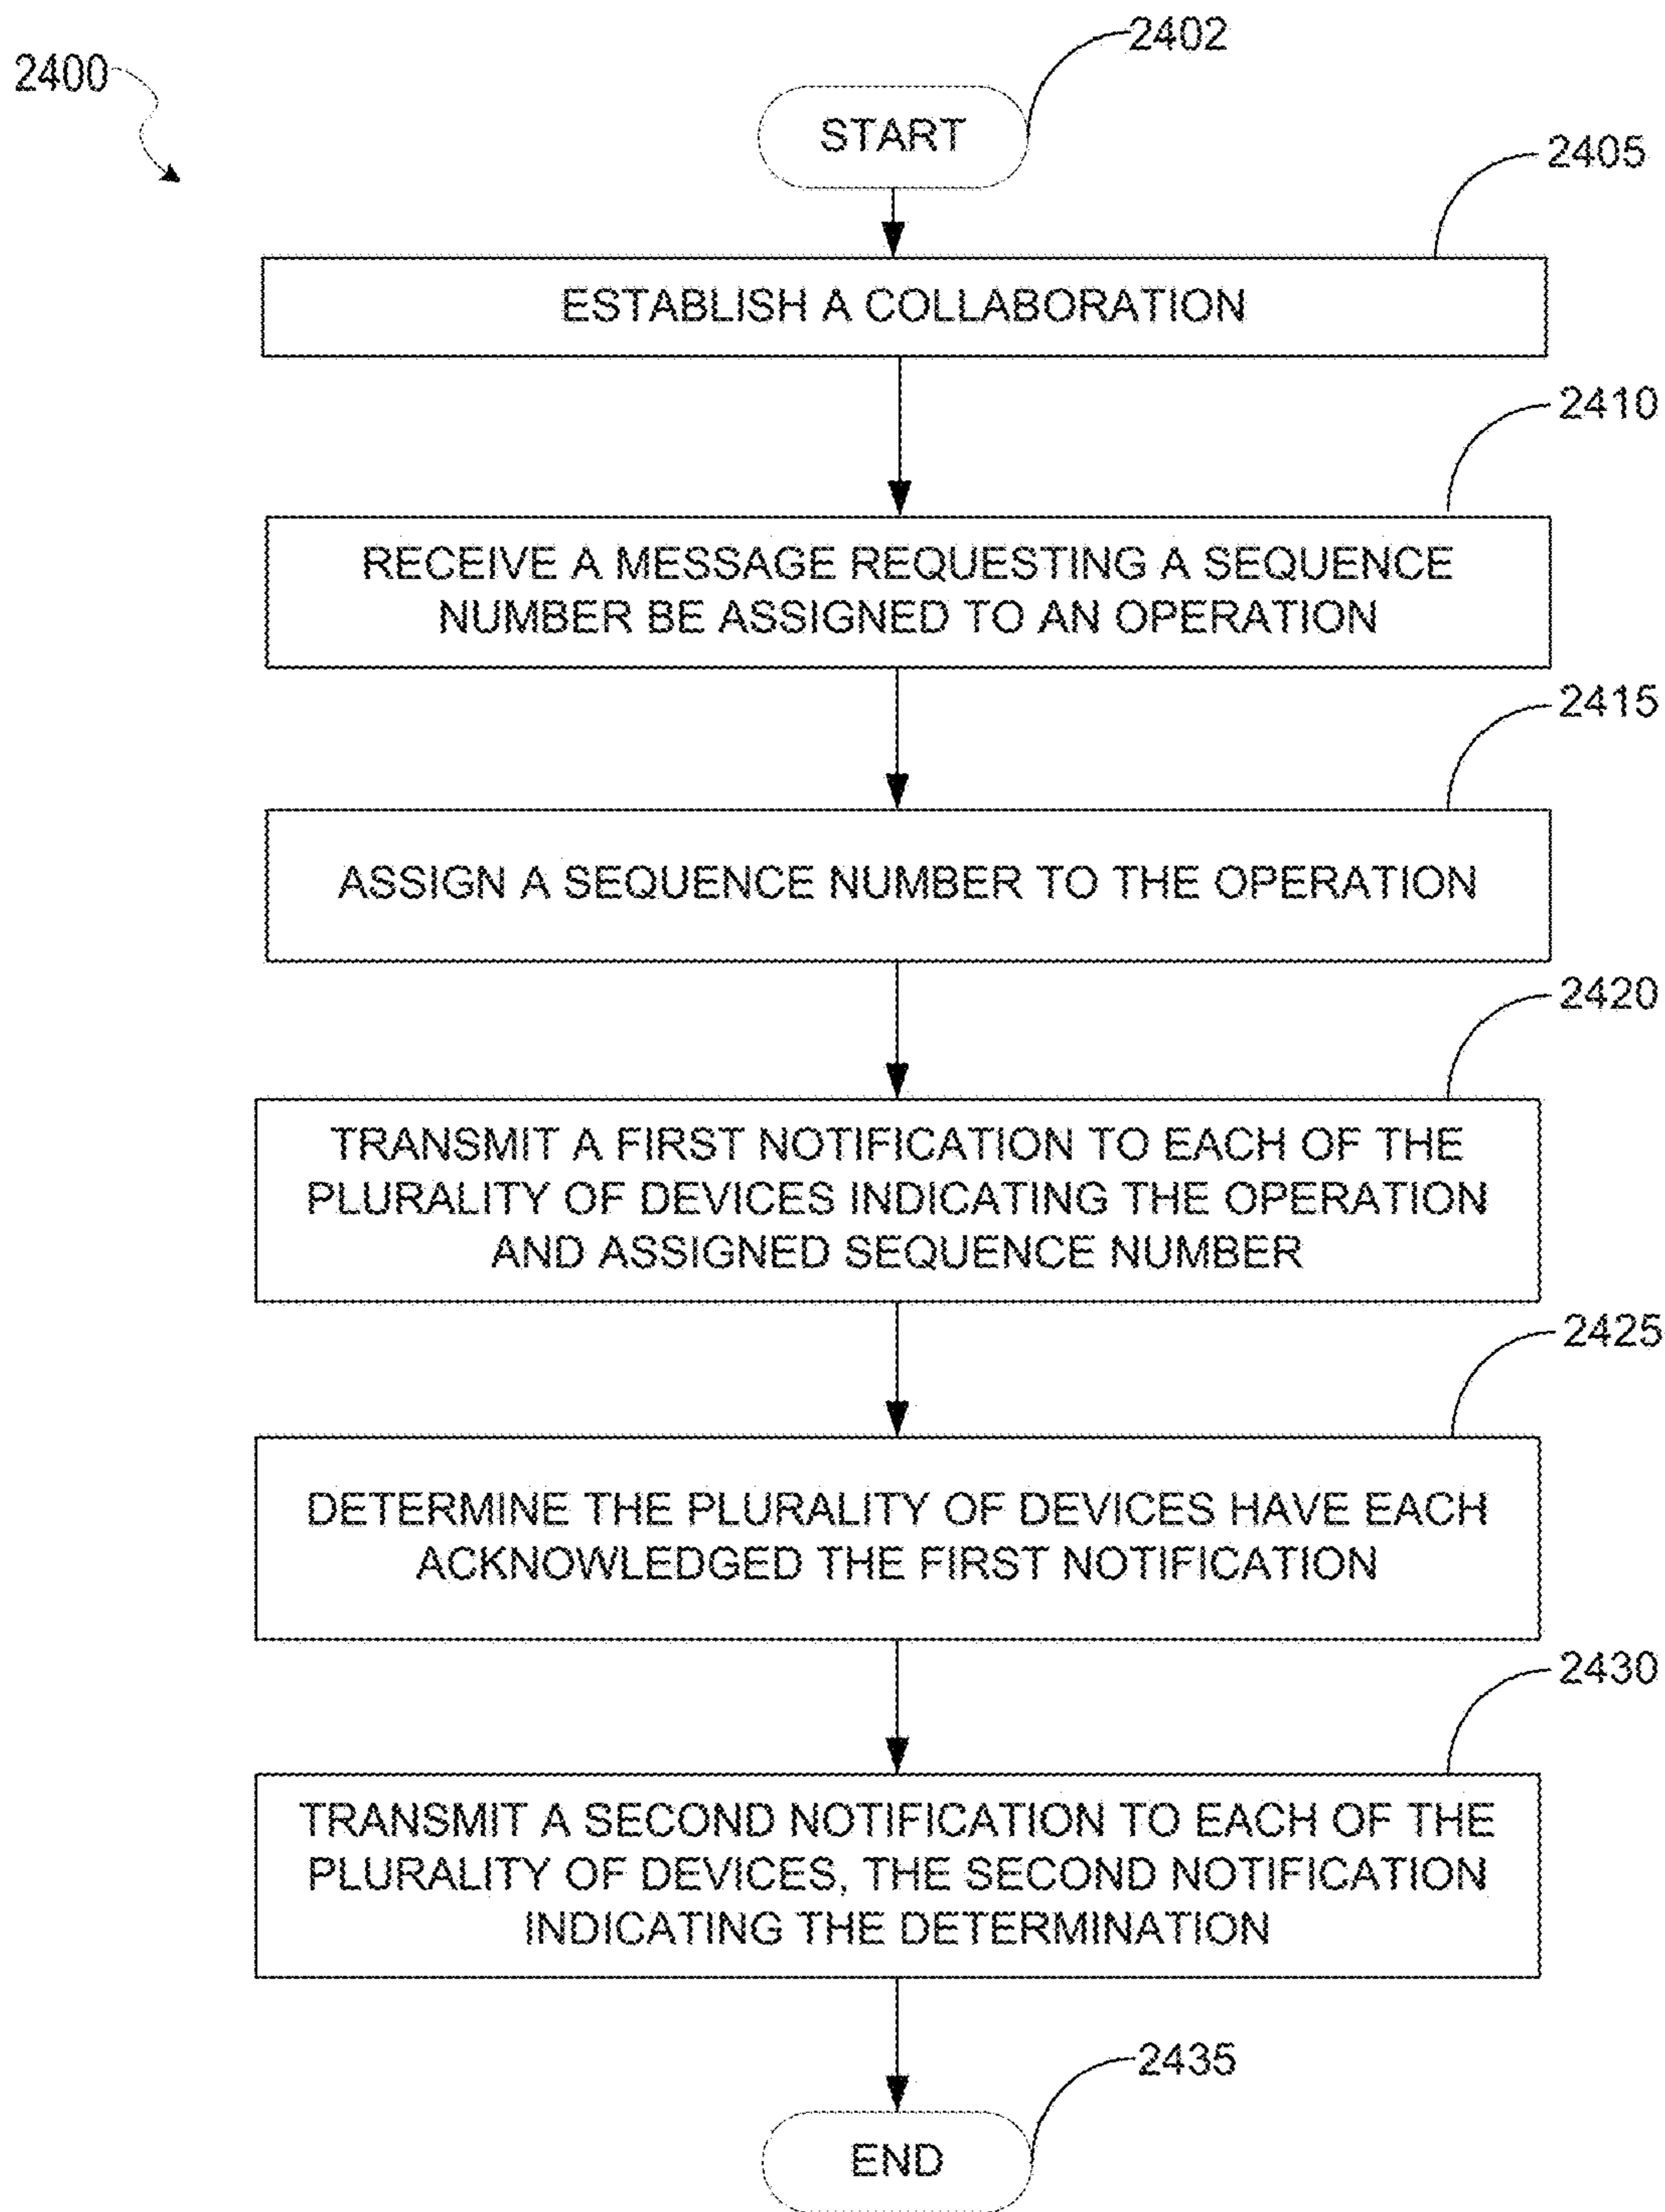 2400
2402
START
2405
ESTABLISH A COLLABORATION
2410
RECEIVE A MESSAGE REQUESTING A SEQUENCE
NUMBER BE ASSIGNED TO AN OPERATION
2415
ASSIGN A SEQUENCE NUMBER TO THE OPERATION
2420
TRANSMIT A FIRST NOTIFICATION TO EACH OF THE
PLURALITY OF DEVICES INDICATING THE OPERATION
AND ASSIGNED SEQUENCE NUMBER
2425
DETERMINE THE PLURALITY OF DEVICES HAVE EACH
ACKNOWLEDGED THE FIRST NOTIFICATION
2430
TRANSMIT A SECOND NOTIFICATION TO EACH OF THE
PLURALITY OF DEVICES, THE SECOND NOTIFICATION
INDICATING THE DETERMINATION
2435
END